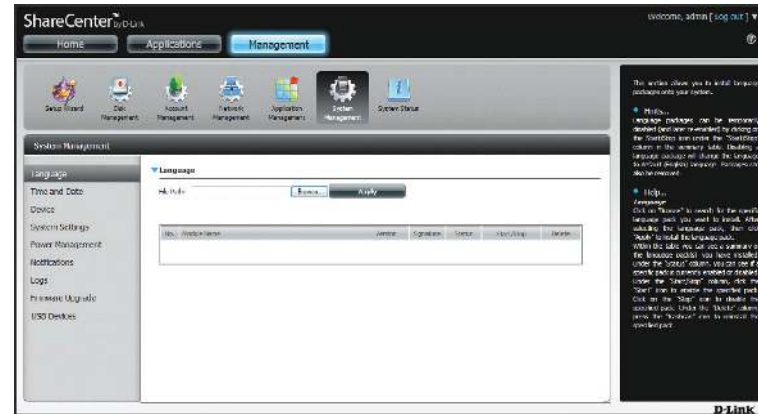 ShareCenter by D-Link
Welcome, admin [ Log out ]
Home
Applications
Management
Setup Wizard
Disk Management
Account Management
Network Management
Application Management
System Management
System Status
System Management
Language
Time and Date
Device
System Settings
Power Management
Notifications
Logs
Firmware Upgrade
USB Devices
Language
File Path:
Browse...
Apply
No.
Module Name
Version
Signature
Status
Start/Stop
Delete
This section allows you to install language
packages onto your system.
Hints...
Language packages can be temporarily
disabled (and later re-enabled) by clicking on
the Start/Stop icon under the "Start/Stop"
column in the summary table. Disabling a
language package will change the language
to default (English) language. Packages can
also be removed.
Help...
Language
Click on "Browse" to search for the specific
language pack you want to install. After
selecting the language pack, then click
"Apply" to install the language pack.
Within the table you can see a summary of
the language pack(s) you have installed.
Under the "Status" column, you can see if a
specific pack is currently enabled or disabled.
Under the "Start/Stop" column, click the
"Start" icon to enable the specified pack.
Click on the "Stop" icon to disable the
specified pack. Under the "Delete" column,
press the "trashcan" icon to uninstall the
specified pack.
D-Link